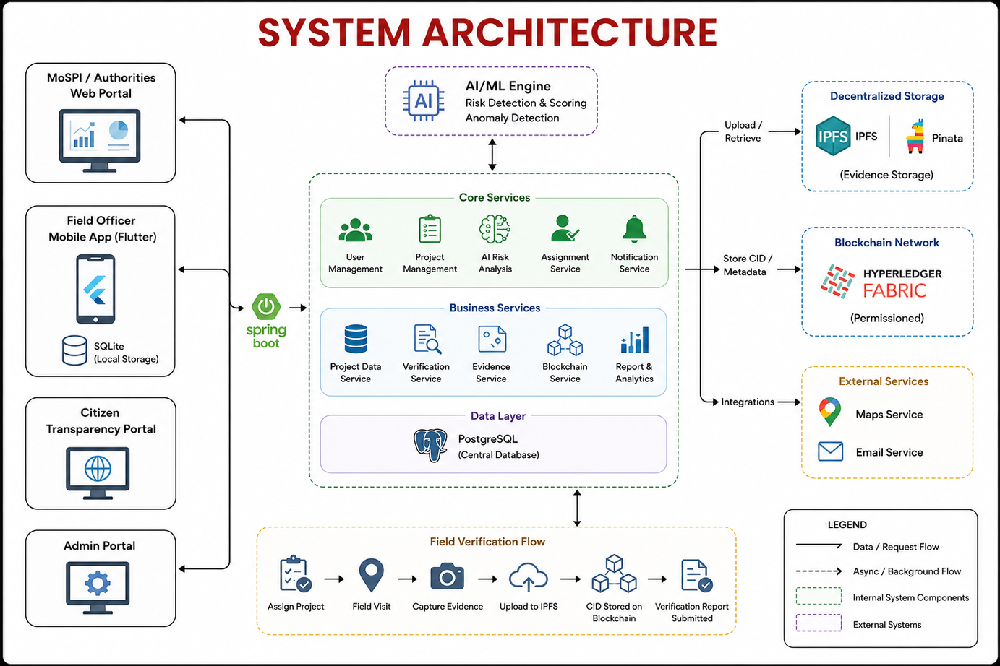 SYSTEM ARCHITECTURE
MoSPI / Authorities
Web Portal
Field Officer
Mobile App (Flutter)
SQLite
(Local Storage)
Citizen
Transparency Portal
Admin Portal
spring
boot
AI
AI/ML Engine
Risk Detection & Scoring
Anomaly Detection
Core Services
User
Management
Project
Management
AI Risk
Analysis
Assignment
Service
Notification
Service
Business Services
Project Data
Service
Verification
Service
Evidence
Service
Blockchain
Service
Report &
Analytics
Data Layer
PostgreSQL
(Central Database)
Field Verification Flow
Assign Project
Field Visit
Capture Evidence
Upload to IPFS
CID Stored on
Blockchain
Verification Report
Submitted
Upload /
Retrieve
Store CID /
Metadata
Integrations
Decentralized Storage
IPFS
IPFS
Pinata
(Evidence Storage)
Blockchain Network
HYPERLEDGER
FABRIC
(Permissioned)
External Services
Maps Service
Email Service
LEGEND
Data / Request Flow
Async / Background Flow
Internal System Components
External Systems